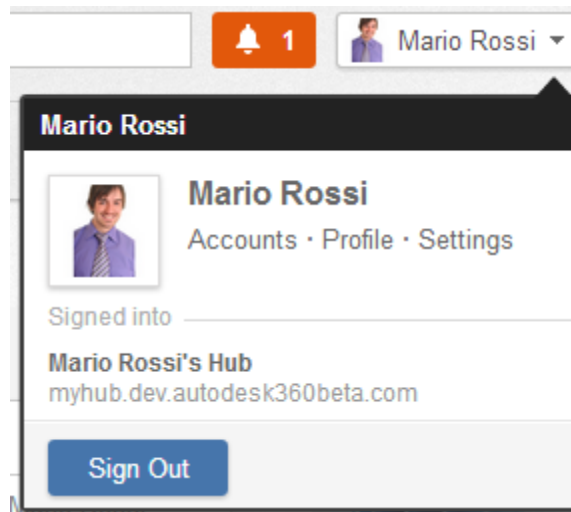 1
Mario Rossi
Mario Rossi
Mario Rossi
Accounts · Profile · Settings
Signed into
Mario Rossi's Hub
myhub.dev.autodesk360beta.com
Sign Out